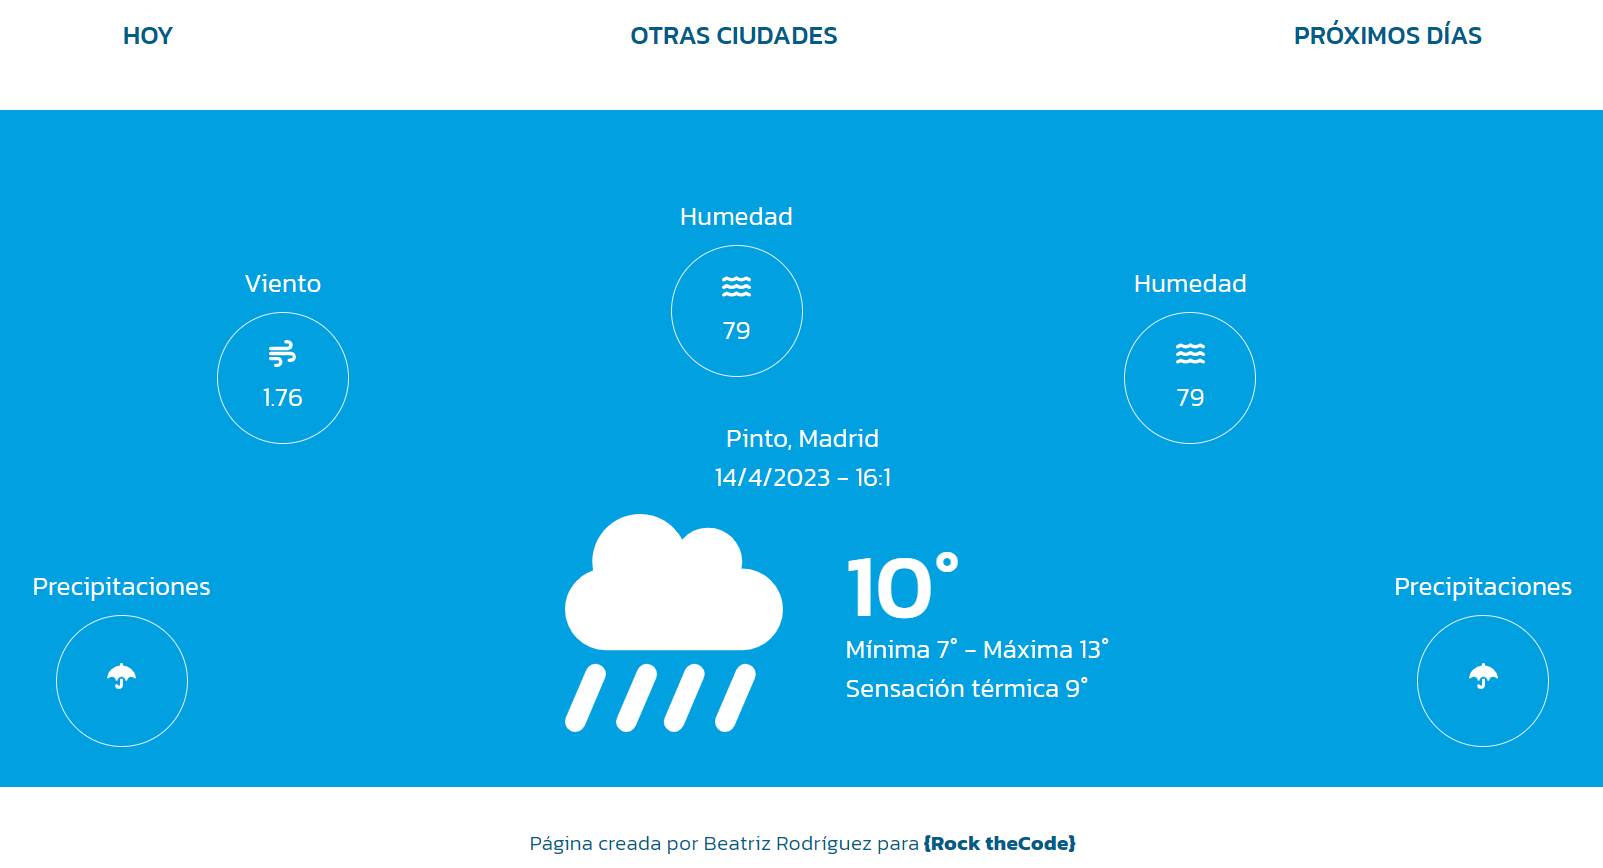 HOY
OTRAS CIUDADES
PRÓXIMOS DÍAS
Humedad
79
Viento
1.76
Humedad
79
Pinto, Madrid
14/4/2023 - 16:1
Precipitaciones
10°
Mínima 7° - Máxima 13°
Sensación térmica 9°
Precipitaciones
Página creada por Beatriz Rodríguez para {Rock theCode}